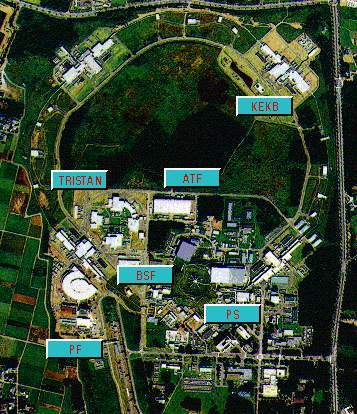 KEKB
TRISTAN
ATF
BSF
PS
PF